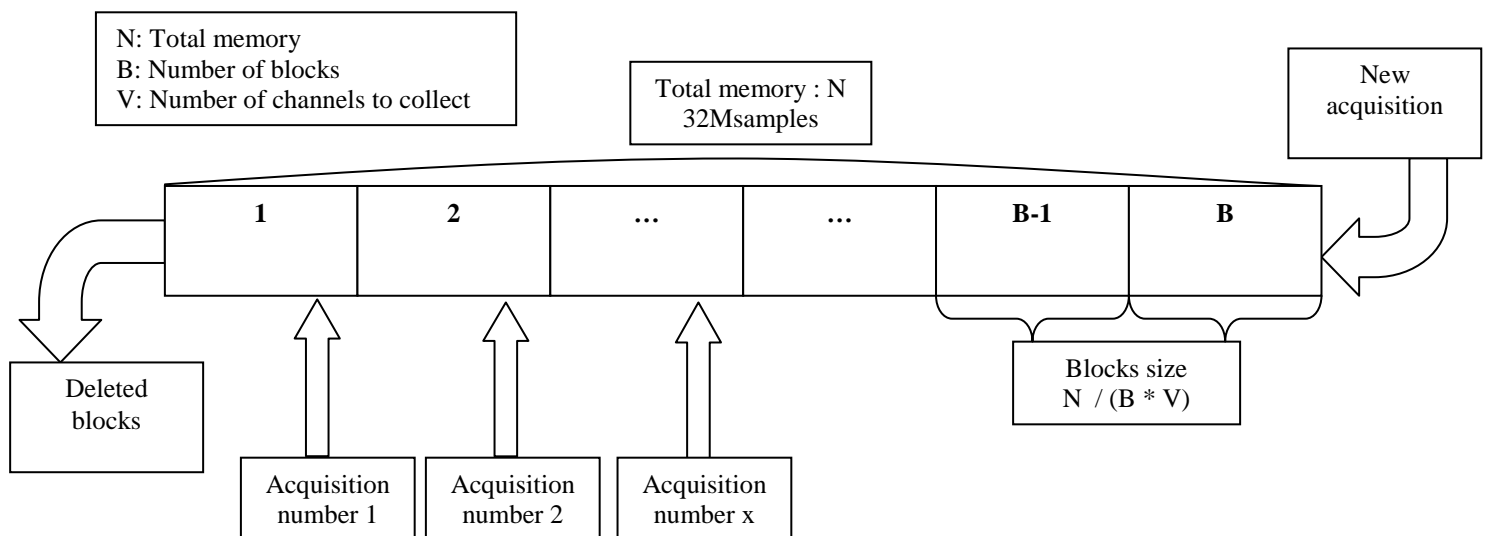 N: Total memory
B: Number of blocks
V: Number of channels to collect
Total memory : N
32Msamples
New
acquisition
1
2
…
…
B-1
B
Deleted
blocks
Blocks size
N / (B * V)
Acquisition
number 1
Acquisition
number 2
Acquisition
number x